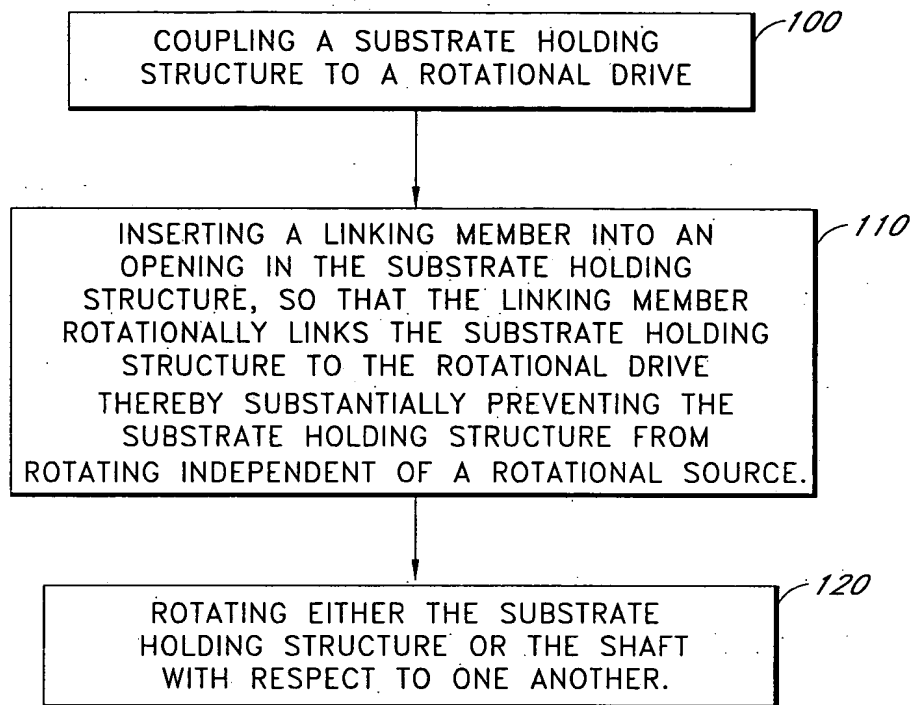 COUPLING A SUBSTRATE HOLDING
STRUCTURE TO A ROTATIONAL DRIVE
100
INSERTING A LINKING MEMBER INTO AN
OPENING IN THE SUBSTRATE HOLDING
STRUCTURE, SO THAT THE LINKING MEMBER
ROTATIONALLY LINKS THE SUBSTRATE HOLDING
STRUCTURE TO THE ROTATIONAL DRIVE
THEREBY SUBSTANTIALLY PREVENTING THE
SUBSTRATE HOLDING STRUCTURE FROM
ROTATING INDEPENDENT OF A ROTATIONAL SOURCE.
110
ROTATING EITHER THE SUBSTRATE
HOLDING STRUCTURE OR THE SHAFT
WITH RESPECT TO ONE ANOTHER.
120